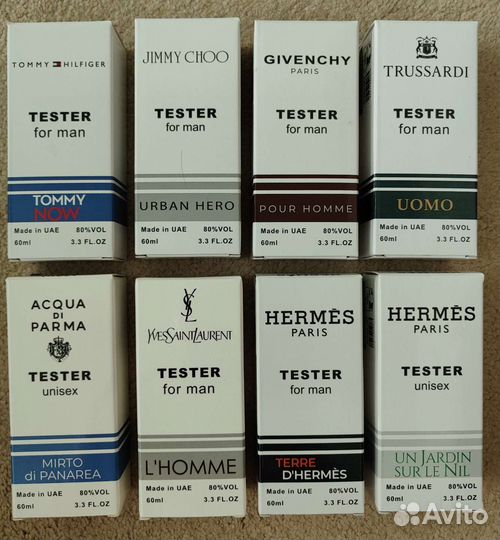 TOMMY HILFIGER
TESTER
for man
TOMMY
NOW
Made in UAE 80%VOL
60ml 3.3 FL.OZ
JIMMY CHOO
TESTER
for man
URBAN HERO
Made in UAE 80%VOL
60ml 3.3 FL.OZ
GIVENCHY
PARIS
TESTER
for man
POUR HOMME
Made in UAE 80%VOL
60ml 3.3 FL.OZ
TRUSSARDI
TESTER
for man
UOMO
Made in UAE 80%VOL
60ml 3.3 FL.OZ
ACQUA
DI
PARMA
TESTER
unisex
MIRTO
di PANAREA
Made in UAE 80%VOL
60ml 3.3 FL.OZ
YSL
YVESSAINTLAURENT
TESTER
for man
L'HOMME
Made in UAE 80%VOL
60ml 3.3 FL.OZ
HERMÈS
PARIS
TESTER
for man
TERRE
D'HERMÈS
Made in UAE 80%VOL
60ml 3.3 FL.OZ
HERMÈS
PARIS
TESTER
unisex
UN JARDIN
SUR LE NIL
Made in UAE 80%VOL
60ml 3.3 FL.OZ
Avito